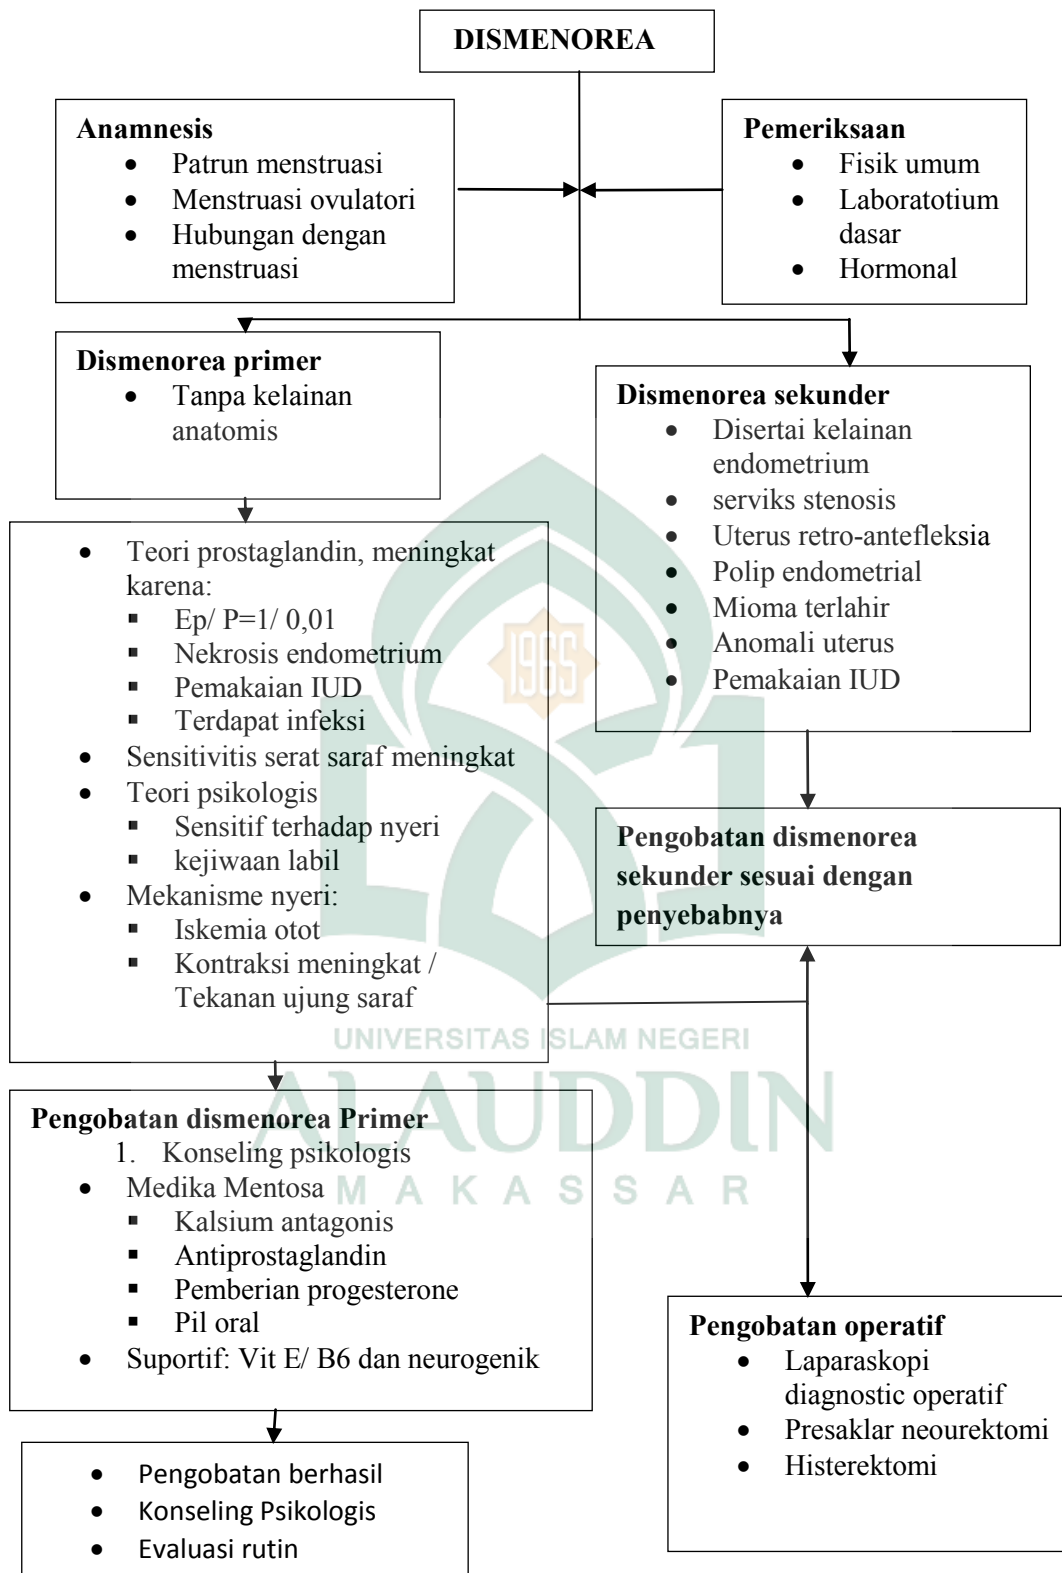 DISMENOREA
Anamnesis
• Patrun menstruasi
• Menstruasi ovulatori
• Hubungan dengan
menstruasi
Pemeriksaan
• Fisik umum
• Laboratotium
dasar
• Hormonal
Dismenorea primer
• Tanpa kelainan
anatomis
Dismenorea sekunder
• Disertai kelainan
endometrium
• serviks stenosis
• Uterus retro-antefleksia
• Polip endometrial
• Mioma terlahir
• Anomali uterus
• Pemakaian IUD
• Teori prostaglandin, meningkat
karena:
▪ Ep/ P=1/ 0,01
▪ Nekrosis endometrium
▪ Pemakaian IUD
▪ Terdapat infeksi
• Sensitivitis serat saraf meningkat
• Teori psikologis
▪ Sensitif terhadap nyeri
▪ kejiwaan labil
• Mekanisme nyeri:
▪ Iskemia otot
▪ Kontraksi meningkat /
Tekanan ujung saraf
Pengobatan dismenorea
sekunder sesuai dengan
penyebabnya
Pengobatan dismenorea Primer
1. Konseling psikologis
• Medika Mentosa
▪ Kalsium antagonis
▪ Antiprostaglandin
▪ Pemberian progesterone
▪ Pil oral
• Suportif: Vit E/ B6 dan neurogenik
Pengobatan operatif
• Laparaskopi
diagnostic operatif
• Presaklar neourektomi
• Histerektomi
• Pengobatan berhasil
• Konseling Psikologis
• Evaluasi rutin
1965
UNIVERSITAS ISLAM NEGERI
ALAUDDIN
MAKASSAR